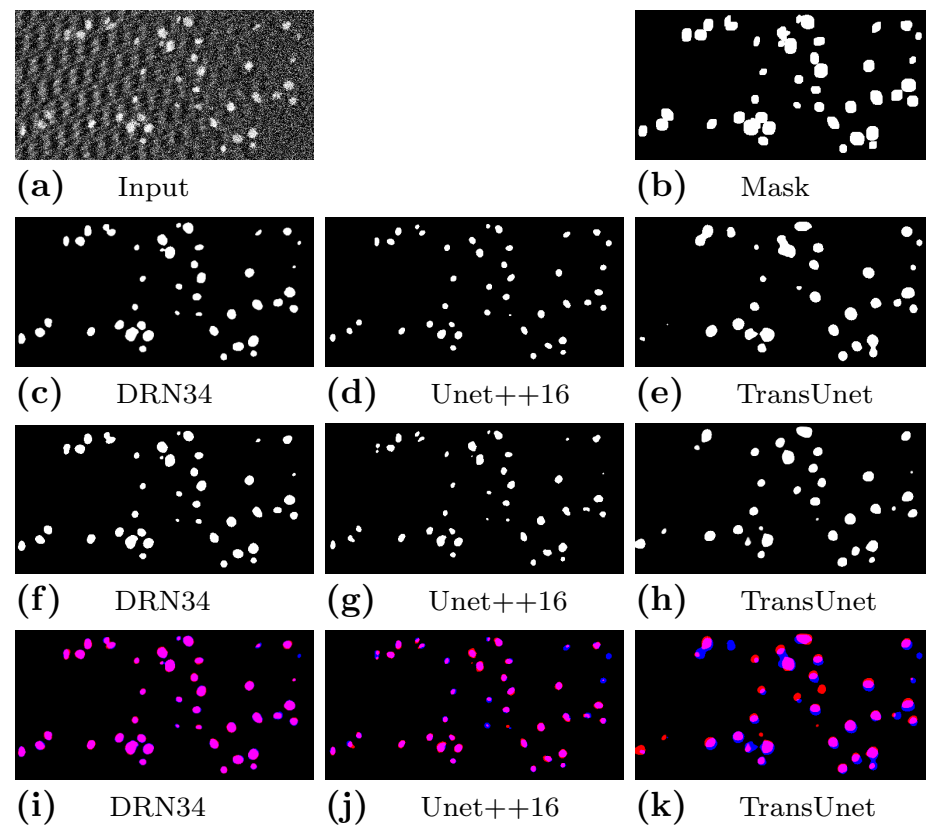 (a) Input (b) Mask
(c) DRN34 (d) Unet++16 (e) TransUnet
(f) DRN34 (g) Unet++16 (h) TransUnet
(i) DRN34 (j) Unet++16 (k) TransUnet